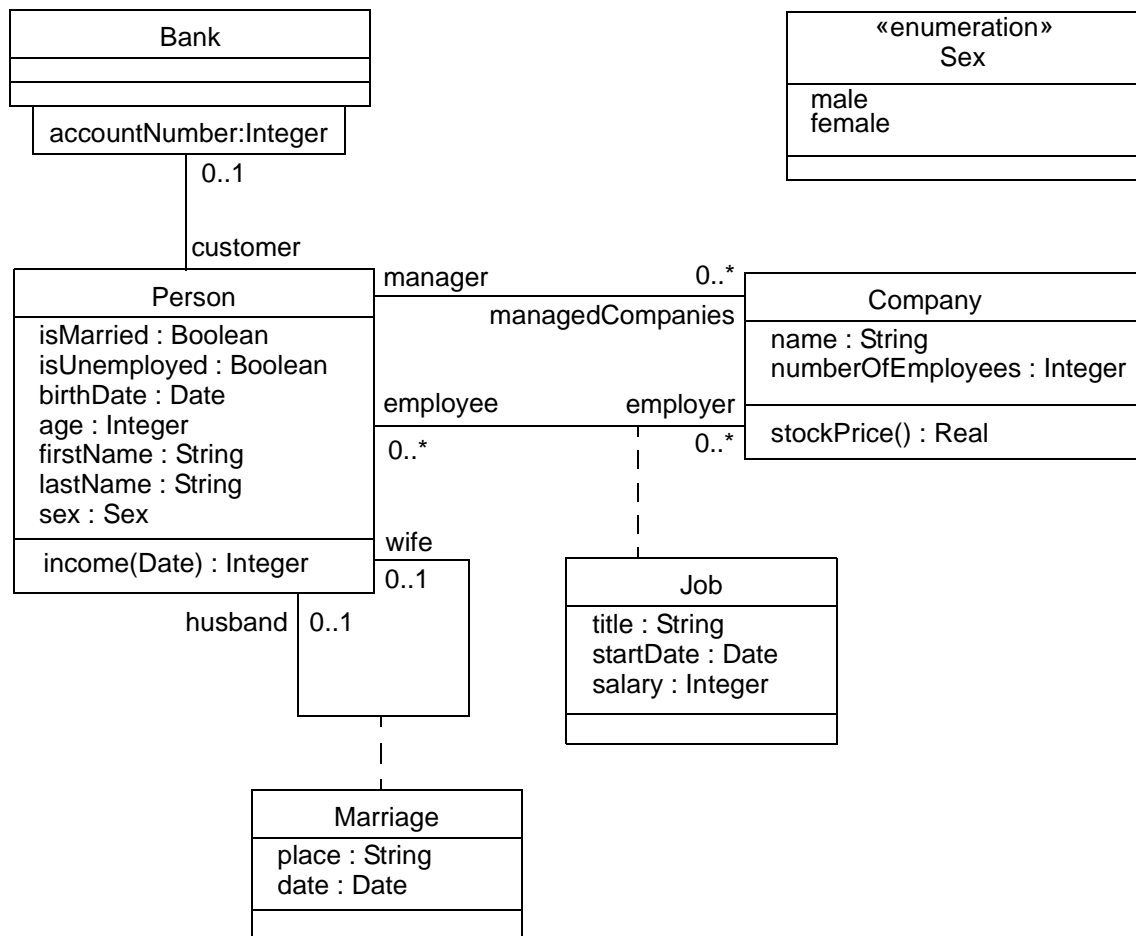 Bank
accountNumber:Integer
0..1
customer
«enumeration»
Sex
male
female
Person
isMarried : Boolean
isUnemployed : Boolean
birthDate : Date
age : Integer
firstName : String
lastName : String
sex : Sex
income(Date) : Integer
manager
0..*
managedCompanies
employee
employer
0..*
0..*
Company
name : String
numberOfEmployees : Integer
stockPrice() : Real
wife
0..1
husband
0..1
Job
title : String
startDate : Date
salary : Integer
Marriage
place : String
date : Date